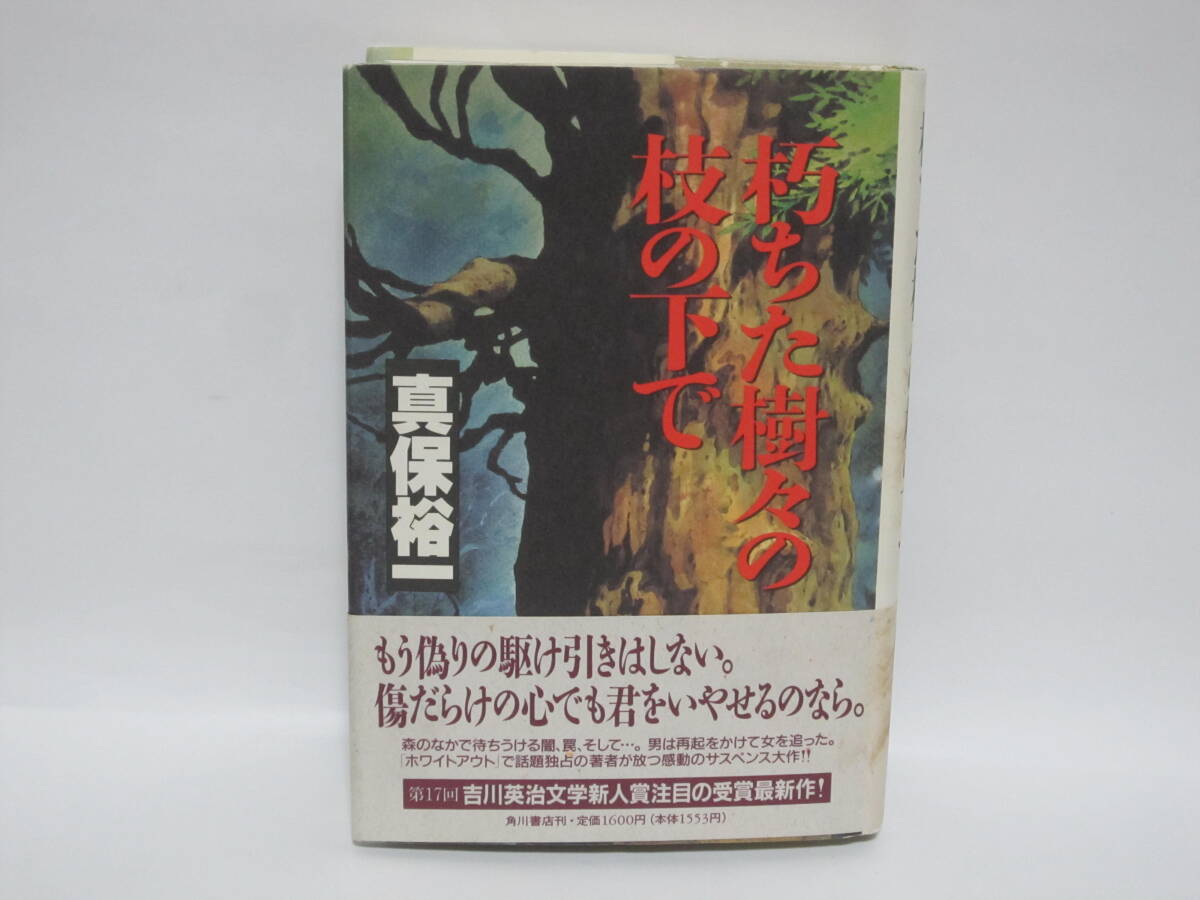 朽ちた樹々の
枝の下で
真保裕一
もう偽りの駆け引きはしない。
傷だらけの心でも君をいやせるのなら。
森のなかで待ちうける闇、罠、そして…。男は再起をかけて女を追った。
「ホワイトアウト」で話題独占の著者が放つ感動のサスペンス大作!!
第17回 吉川英治文学新人賞注目の受賞最新作!
角川書店刊・定価1600円(本体1553円)